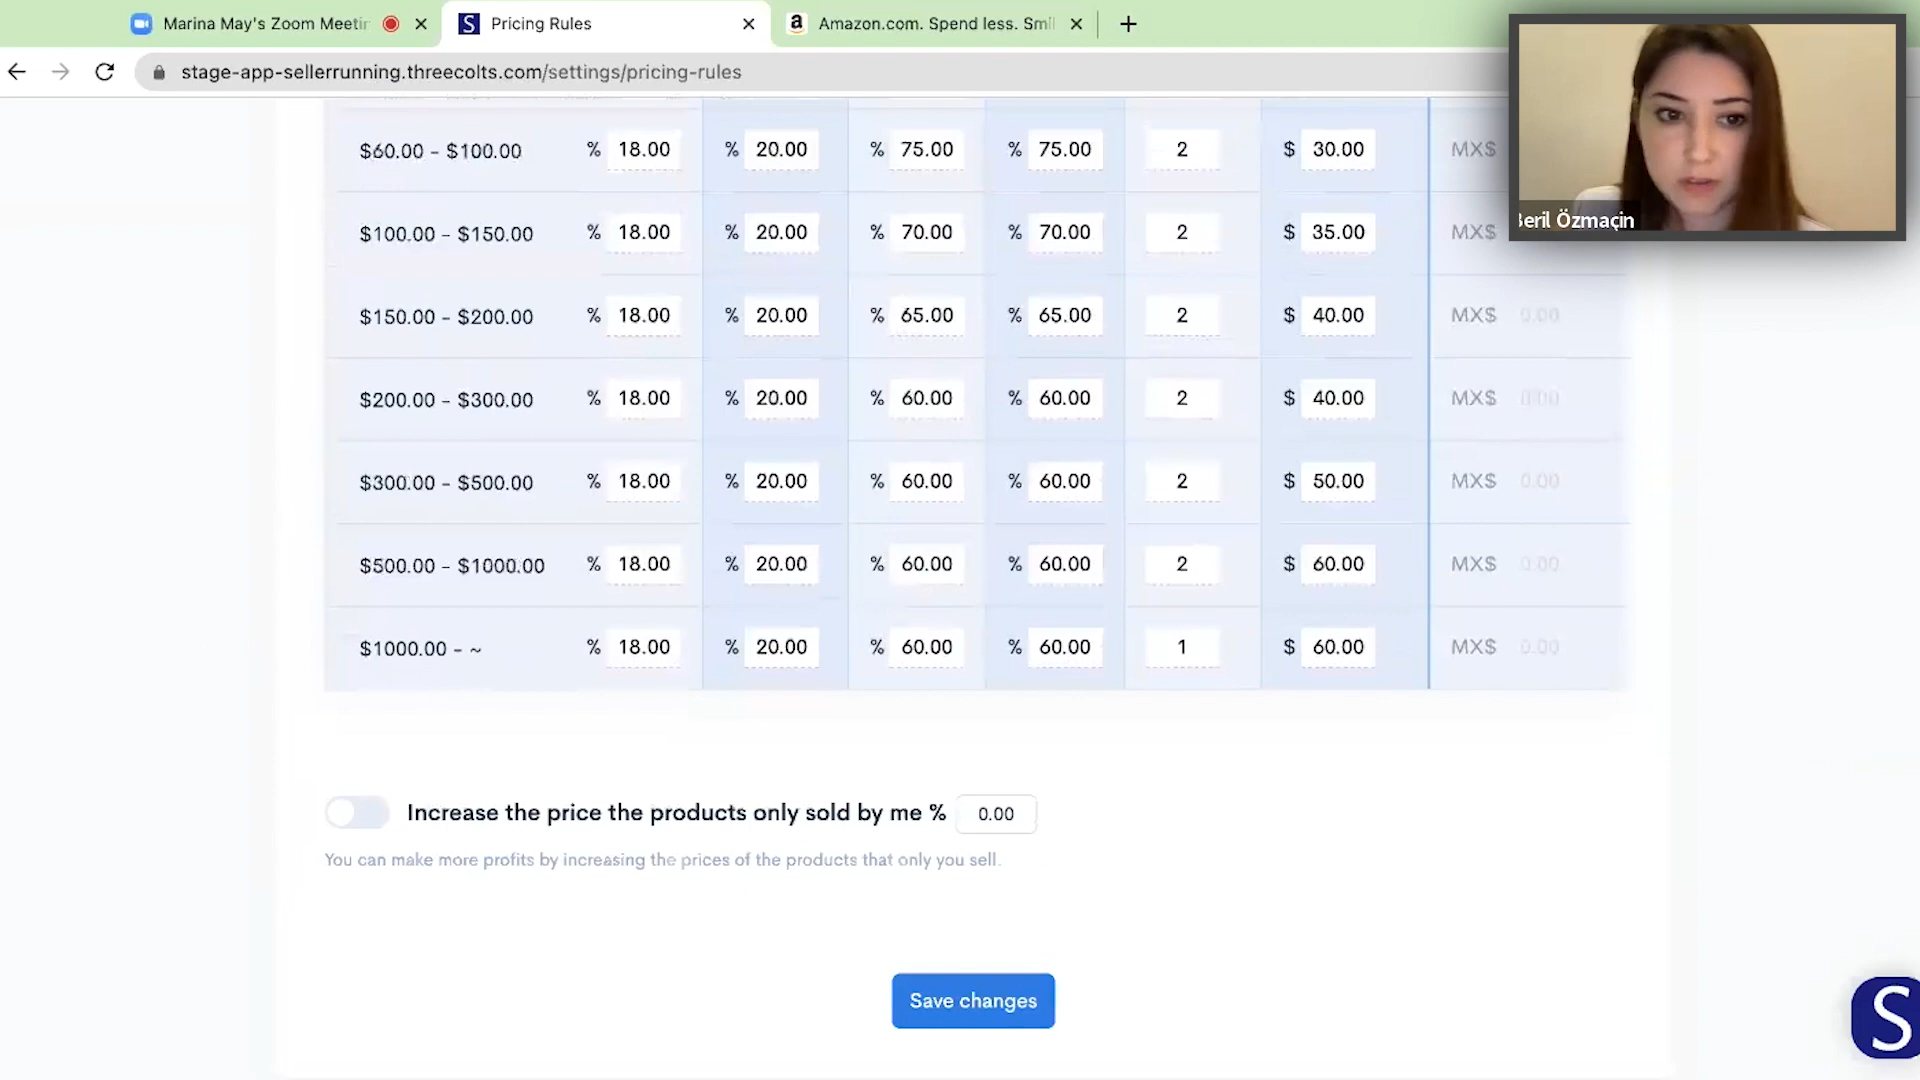 Marina May's Zoom Meetin
Pricing Rules
Amazon.com. Spend less. Smil
stage-app-sellerrunning.threecolts.com/settings/pricing-rules
$60.00 - $100.00 % 18.00 % 20.00 % 75.00 % 75.00 2 $ 30.00 MX$
$100.00 - $150.00 % 18.00 % 20.00 % 70.00 % 70.00 2 $ 35.00 MX$
$150.00 - $200.00 % 18.00 % 20.00 % 65.00 % 65.00 2 $ 40.00 MX$ 0.00
$200.00 - $300.00 % 18.00 % 20.00 % 60.00 % 60.00 2 $ 40.00 MX$ 0.00
$300.00 - $500.00 % 18.00 % 20.00 % 60.00 % 60.00 2 $ 50.00 MX$ 0.00
$500.00 - $1000.00 % 18.00 % 20.00 % 60.00 % 60.00 2 $ 60.00 MX$ 0.00
$1000.00 - ~ % 18.00 % 20.00 % 60.00 % 60.00 1 $ 60.00 MX$ 0.00
Beril Özmaçin
Increase the price the products only sold by me % 0.00
You can make more profits by increasing the prices of the products that only you sell.
Save changes
S